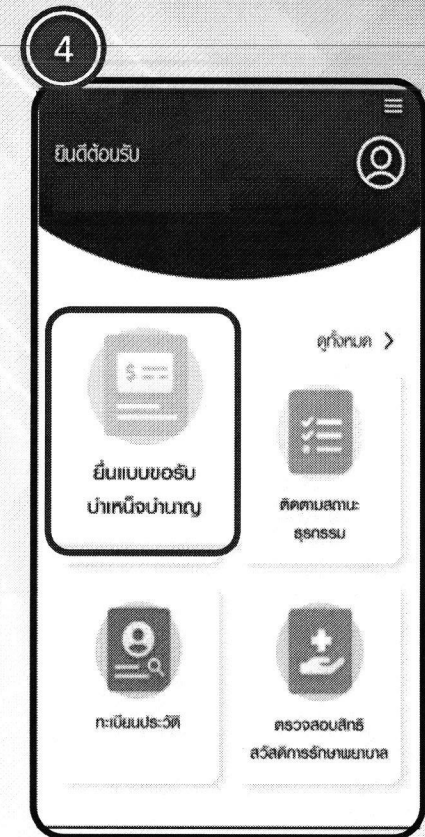 4
ยินดีต้อนรับ
ดูทั้งหมด >
$
ยื่นแบบขอรับ
บำเหน็จบำนาญ
ติดตามสถานะ
ธุรกรรม
ทะเบียนประวัติ
ตรวจสอบสิทธิ
สวัสดิการรักษาพยาบาล